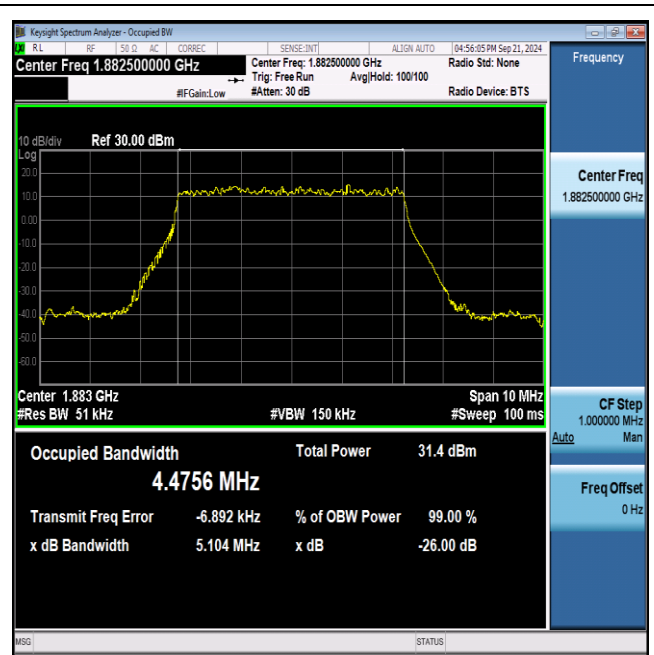 Keysight Spectrum Analyzer - Occupied BW
RL RF 50 Ω AC CORREC SENSE:INT ALIGN AUTO 04:56:05 PM Sep 21, 2024
Center Freq 1.882500000 GHz
Center Freq: 1.882500000 GHz Radio Std: None
Trig: Free Run Avg|Hold: 100/100
#IFGain:Low #Atten: 30 dB Radio Device: BTS
10 dB/div Ref 30.00 dBm
Log
20.0
10.0
0.00
-10.0
-20.0
-30.0
-40.0
-50.0
-60.0
Center 1.883 GHz Span 10 MHz
#Res BW 51 kHz #VBW 150 kHz #Sweep 100 ms
Occupied Bandwidth Total Power 31.4 dBm
4.4756 MHz
Transmit Freq Error -6.892 kHz % of OBW Power 99.00 %
x dB Bandwidth 5.104 MHz x dB -26.00 dB
MSG STATUS
Frequency
Center Freq
1.882500000 GHz
CF Step
1.000000 MHz
Auto Man
Freq Offset
0 Hz